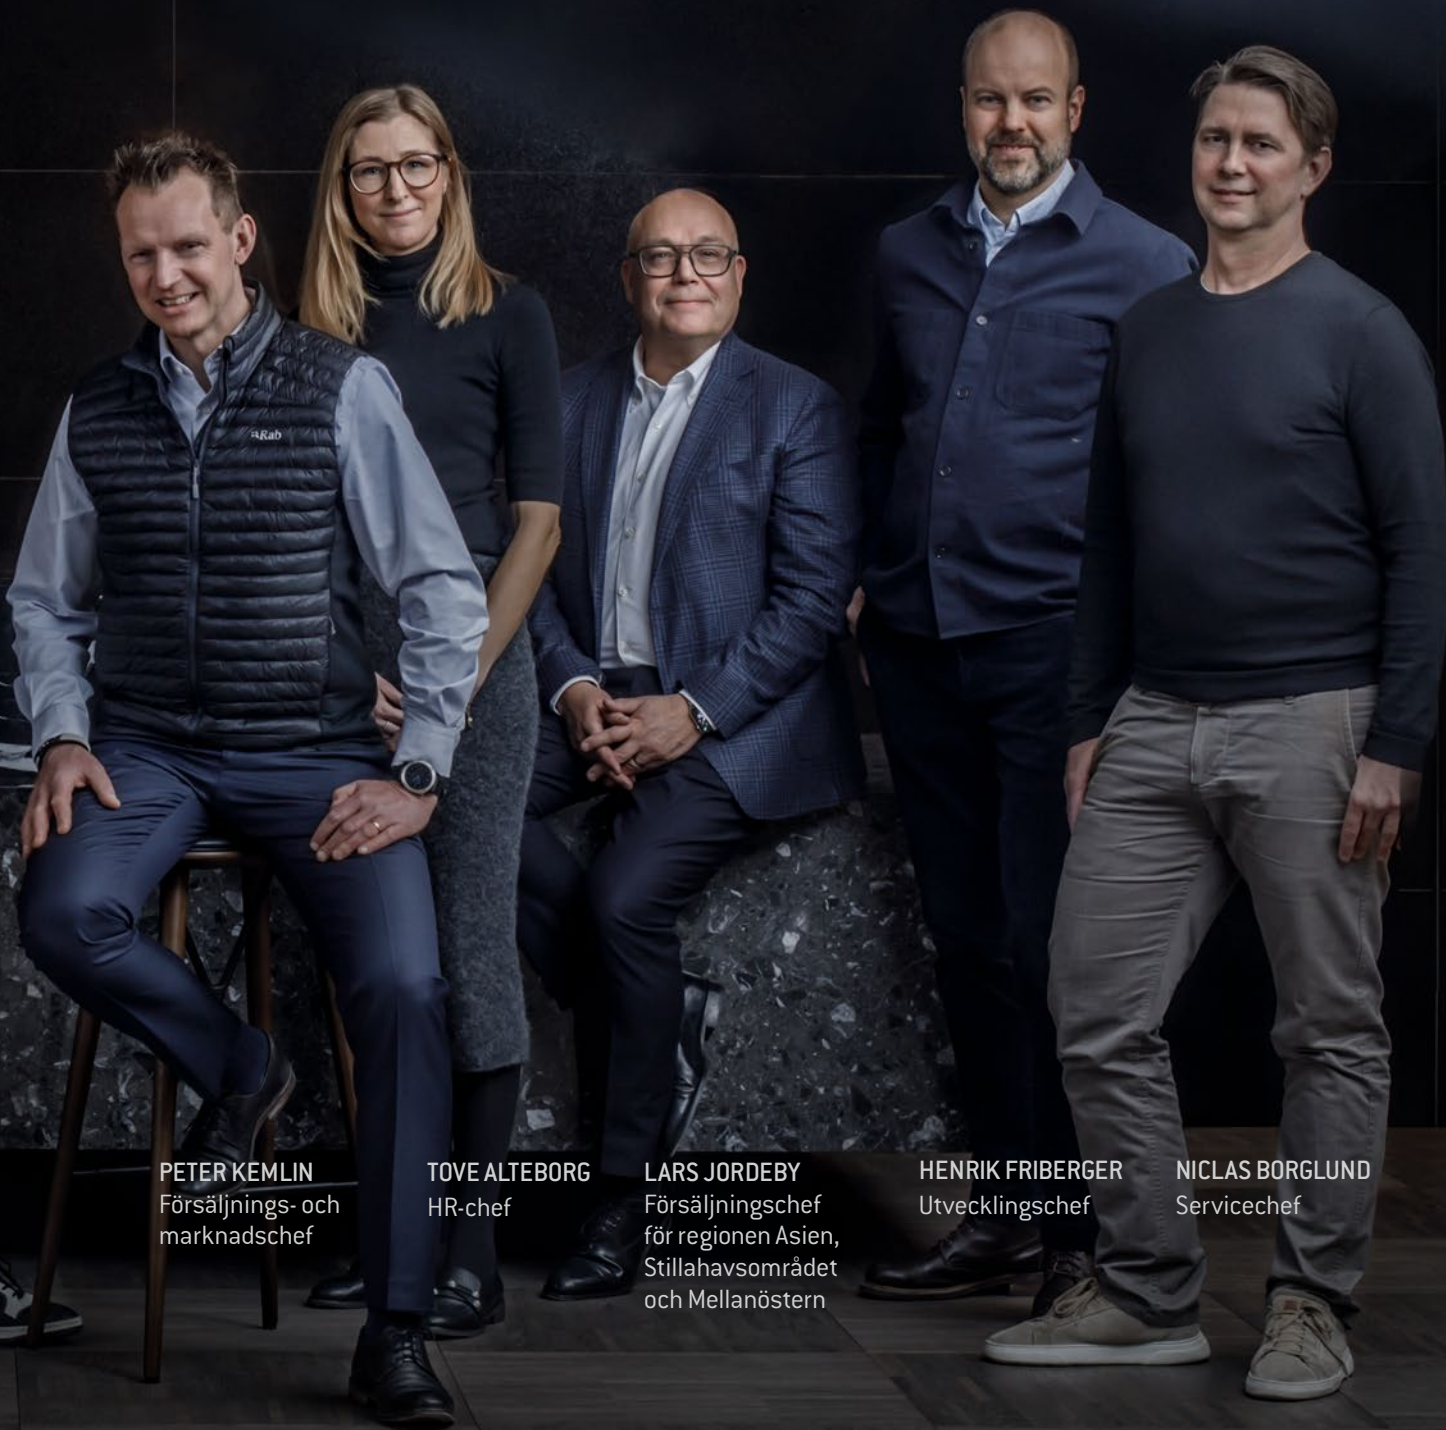 Rab
PETER KEMLIN
Försäljnings- och
marknadschef
TOVE ALTEBORG
HR-chef
LARS JORDEBY
Försäljningschef
för regionen Asien,
Stillahavsområdet
och Mellanöstern
HENRIK FRIBERGER
Utvecklingschef
NICLAS BORGLUND
Servicechef